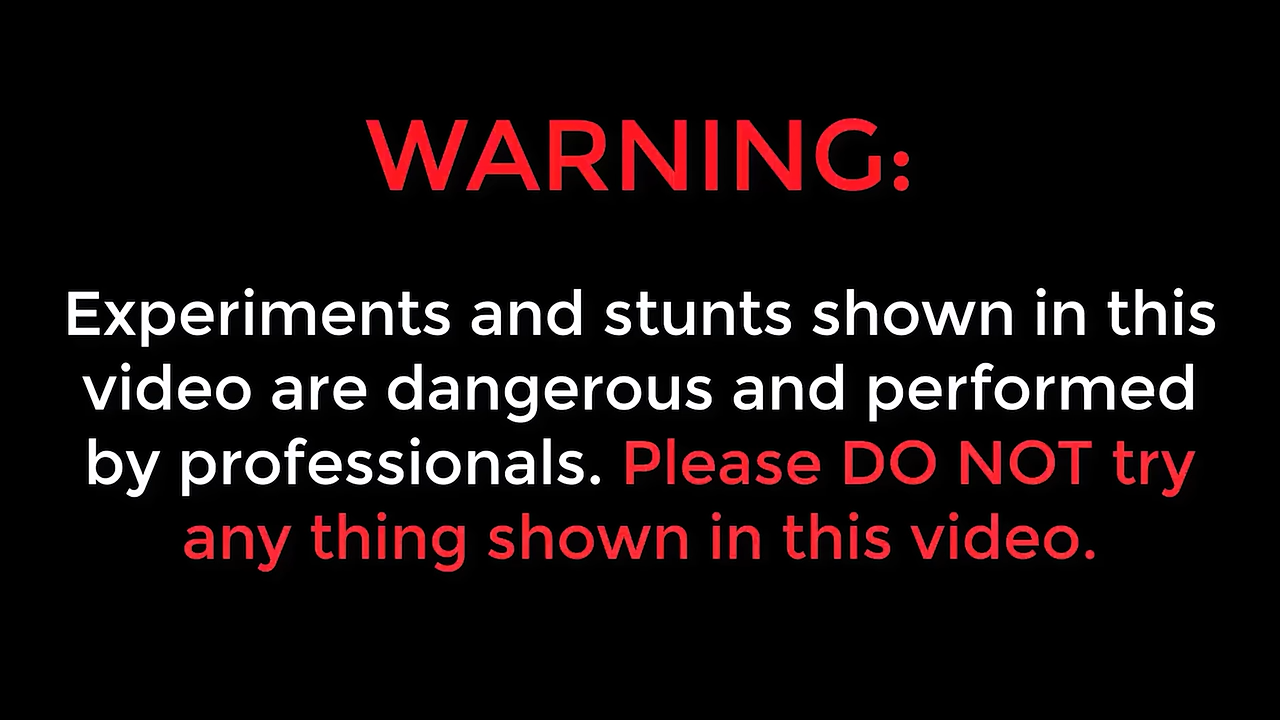 WARNING:
Experiments and stunts shown in this
video are dangerous and performed
by professionals. Please DO NOT try
any thing shown in this video.